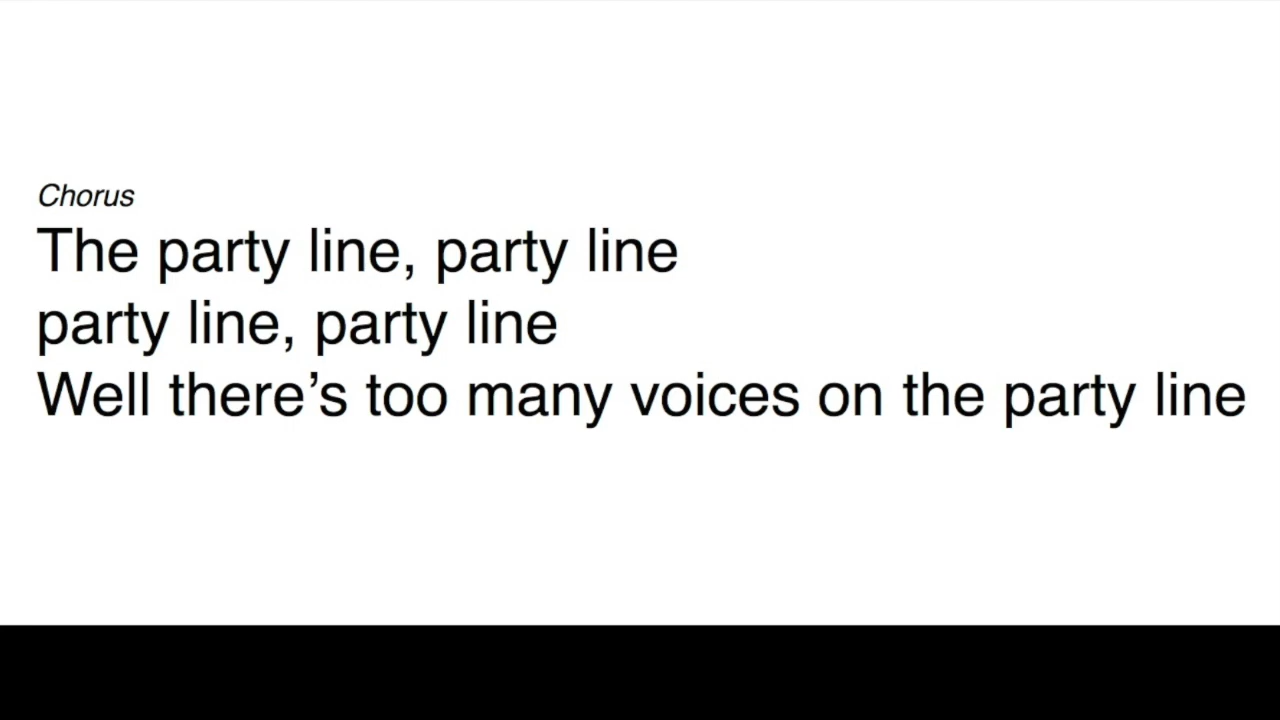 Chorus
The party line, party line
party line, party line
Well there’s too many voices on the party line